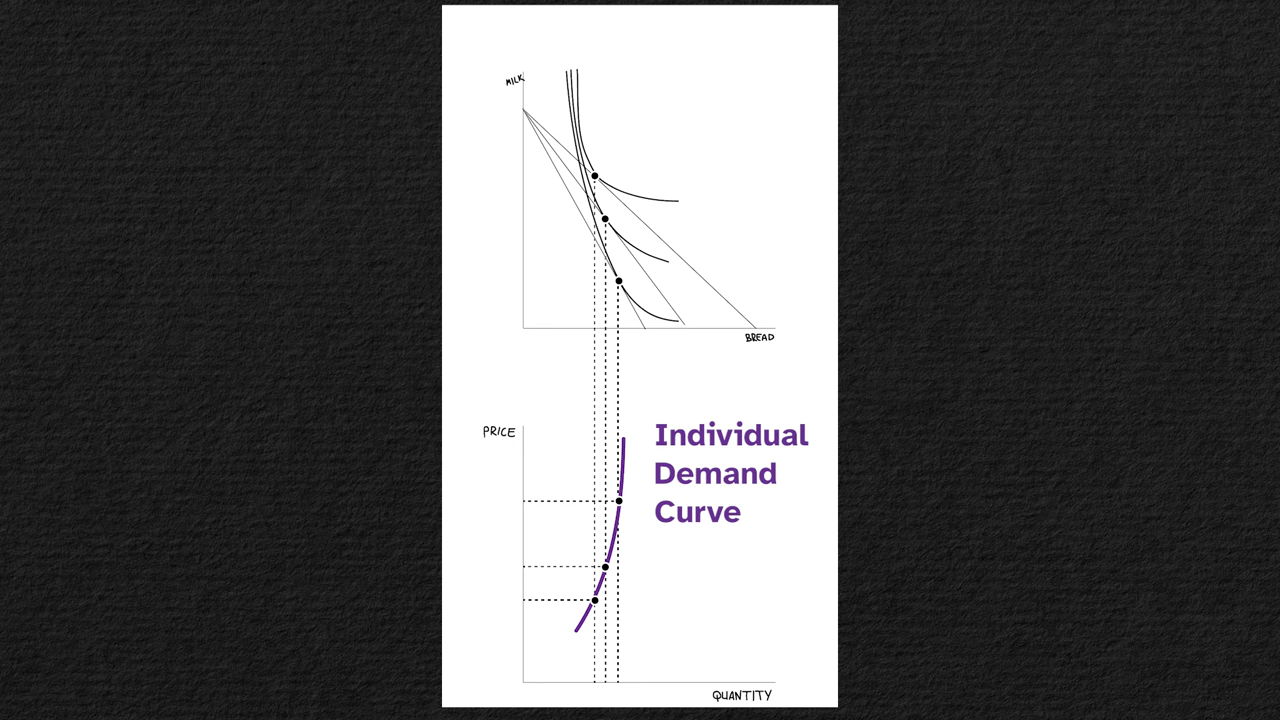 MILK
BREAD
PRICE
Individual
Demand
Curve
QUANTITY